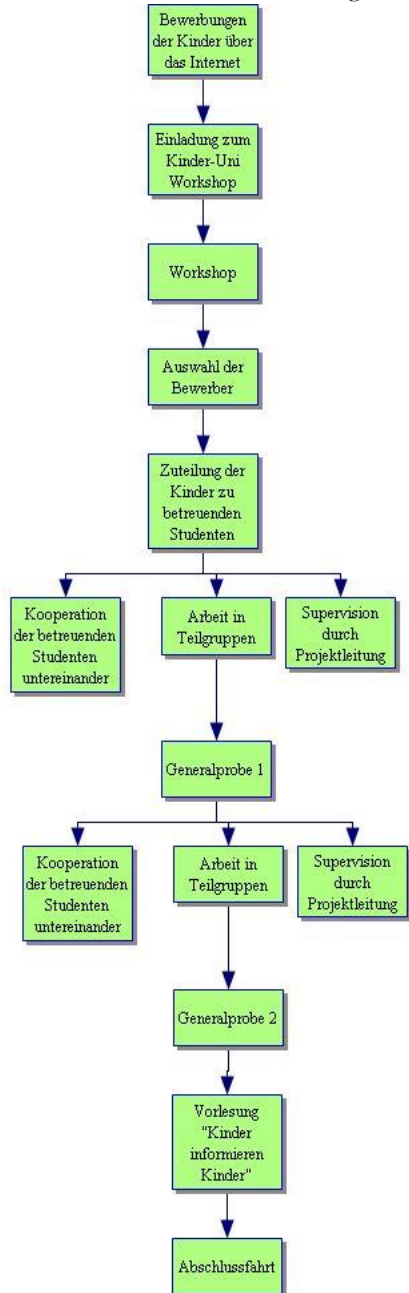 Bewerbungen
der Kinder über
das Internet
Einladung zum
Kinder-Uni
Workshop
Workshop
Auswahl der
Bewerber
Zuteilung der
Kinder zu
betreuenden
Studenten
Kooperation
der betreuenden
Studenten
untereinander
Arbeit in
Teilgruppen
Supervision
durch
Projektleitung
Generalprobe 1
Kooperation
der betreuenden
Studenten
untereinander
Arbeit in
Teilgruppen
Supervision
durch
Projektleitung
Generalprobe 2
Vorlesung
"Kinder
informieren
Kinder"
Abschlussfahrt